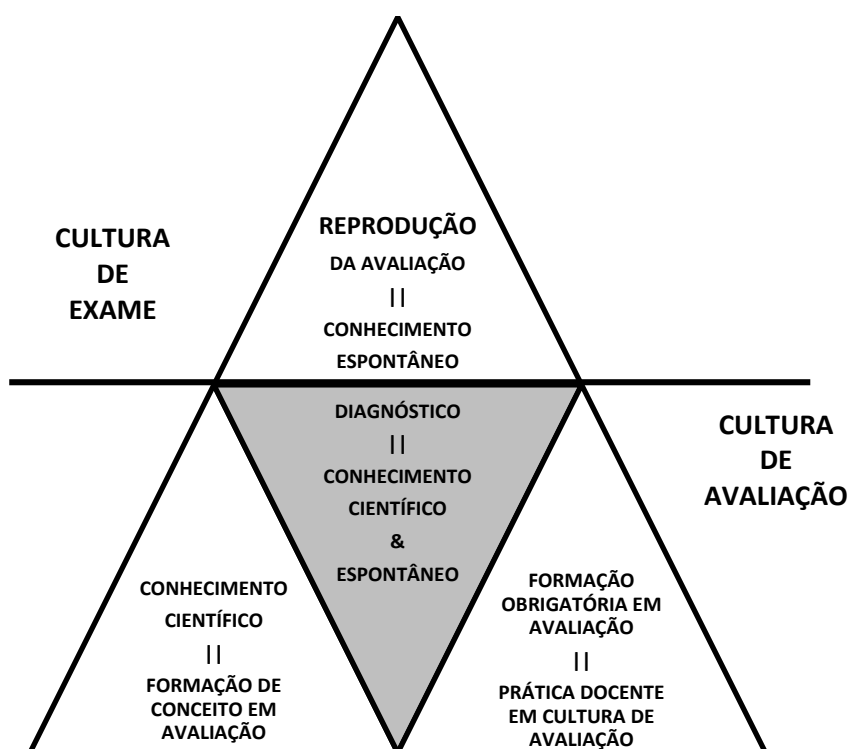 CULTURA
DE
EXAME
REPRODUÇÃO
DA AVALIAÇÃO
||
CONHECIMENTO
ESPONTÂNEO
DIAGNÓSTICO
||
CONHECIMENTO
CIENTÍFICO
&
ESPONTÂNEO
CULTURA
DE
AVALIAÇÃO
CONHECIMENTO
CIENTÍFICO
||
FORMAÇÃO DE
CONCEITO EM
AVALIAÇÃO
FORMAÇÃO
OBRIGATÓRIA EM
AVALIAÇÃO
||
PRÁTICA DOCENTE
EM CULTURA DE
AVALIAÇÃO